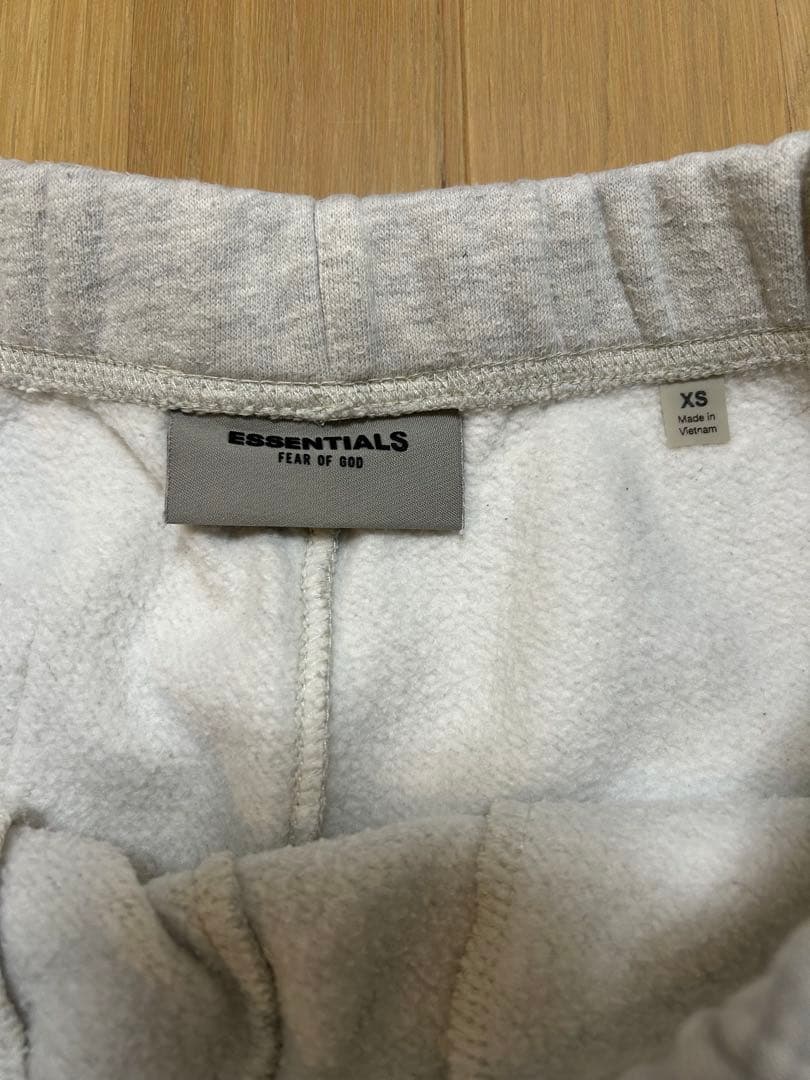 ESSENTIALS
FEAR OF GOD
XS
Made in
Vietnam